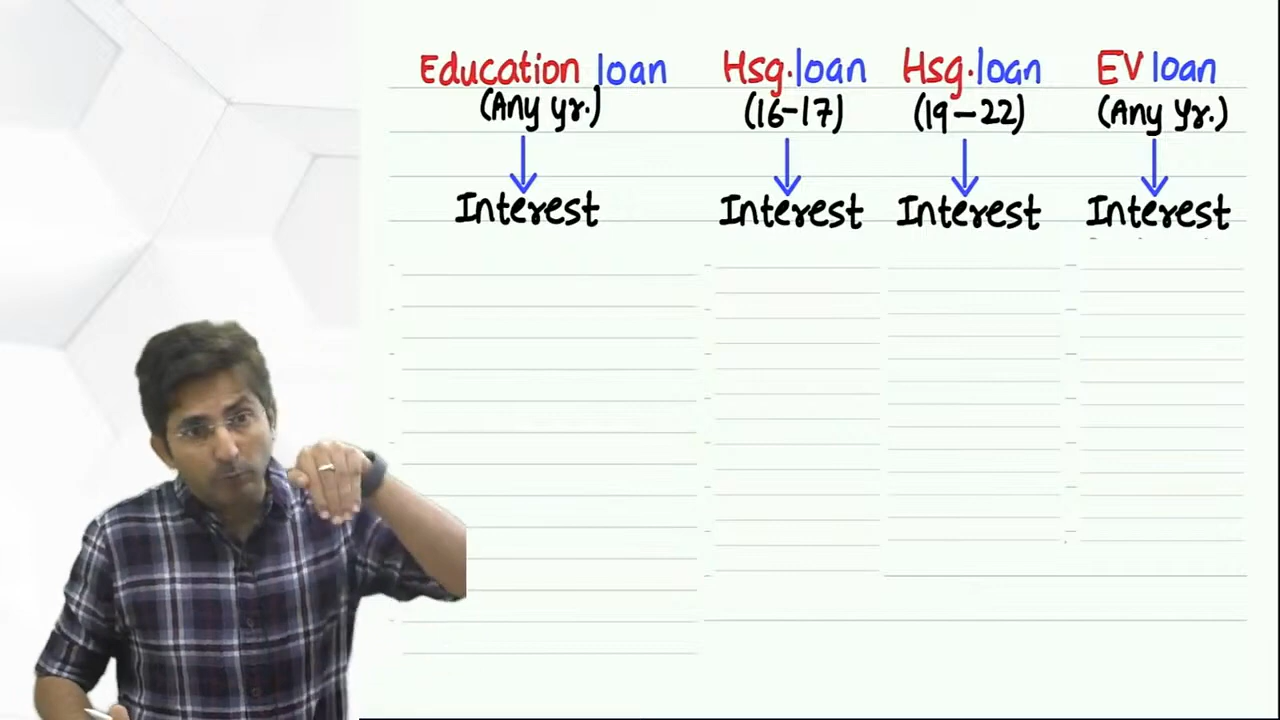 Education loan Hsg.loan Hsg.loan EV loan
(Any yr.) (16-17) (19-22) (Any Yr.)
Interest Interest Interest Interest